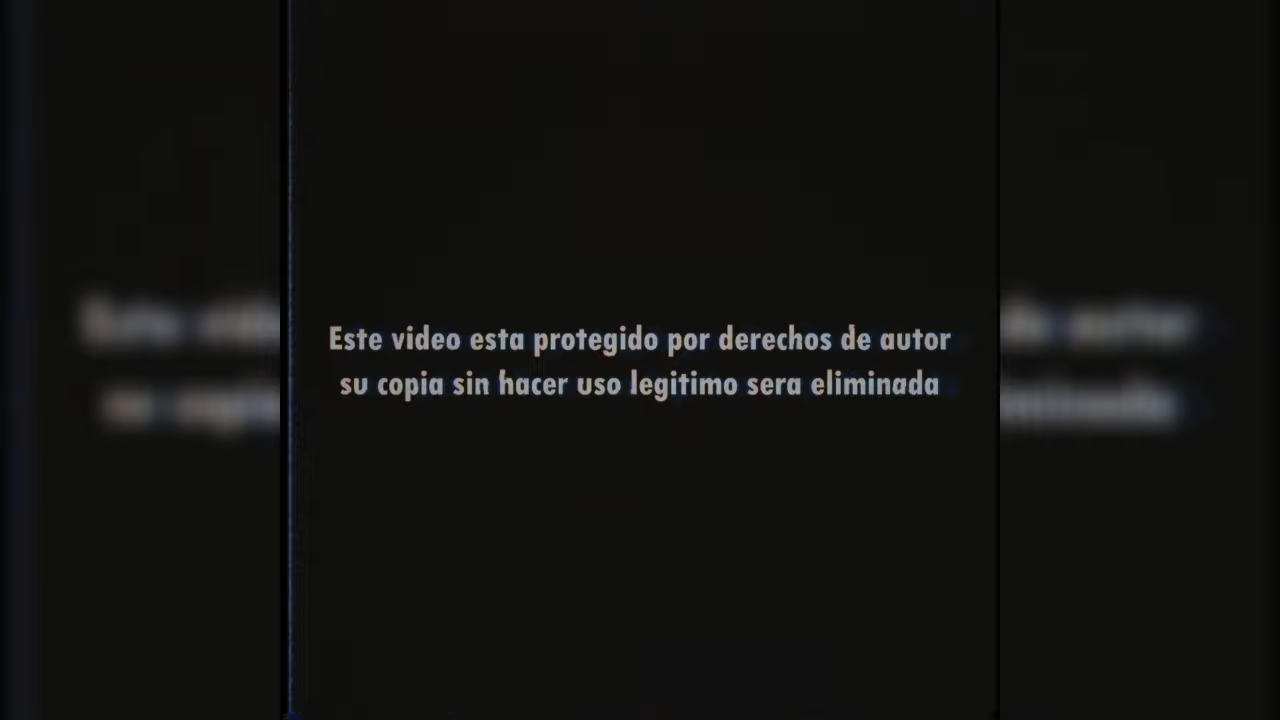 Este video esta protegido por derechos de autor
su copia sin hacer uso legitimo sera eliminada